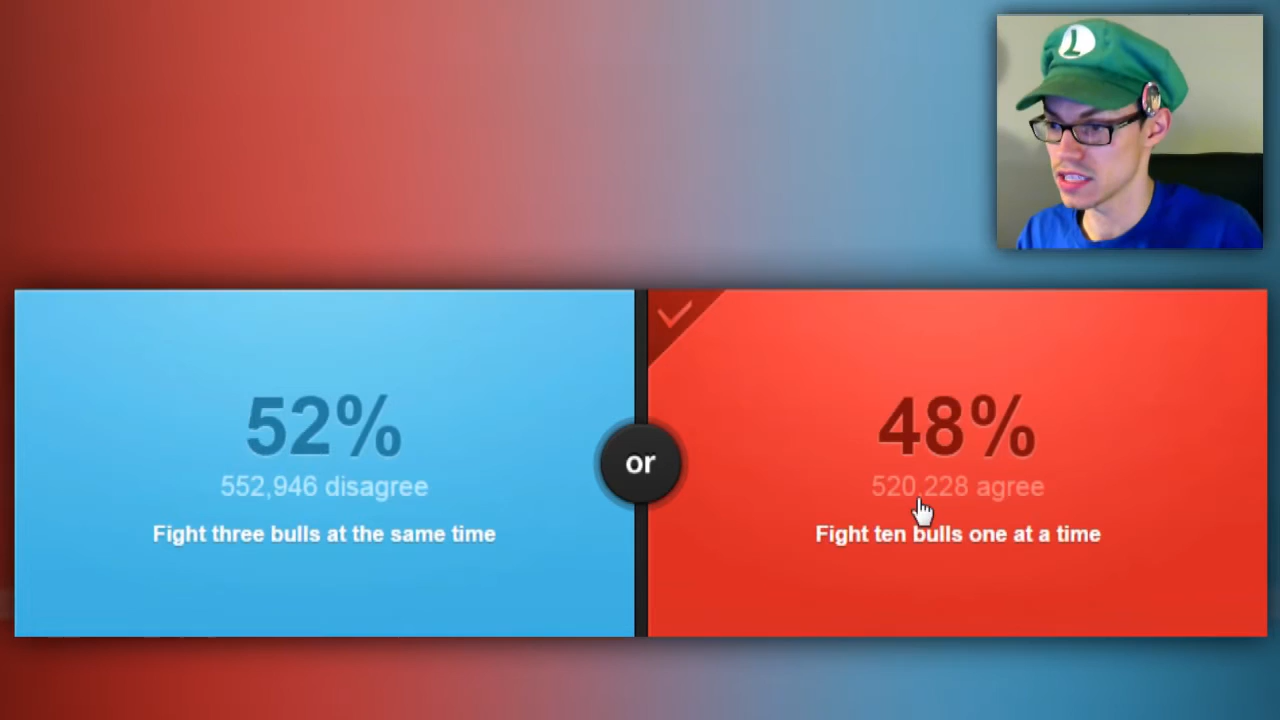 L
52%
552,946 disagree
Fight three bulls at the same time
or
48%
520,228 agree
Fight ten bulls one at a time